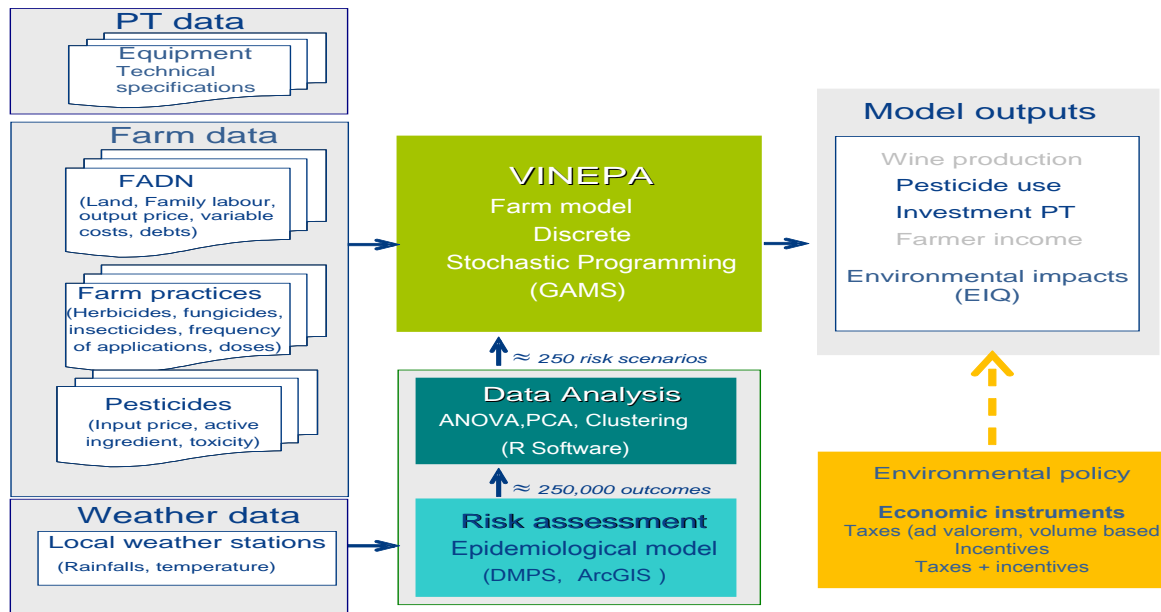 PT data
Equipment
Technical
specifications
Farm data
FADN
(Land, Family labour,
output price, variable
costs, debts)
Farm practices
(Herbicides, fungicides,
insecticides, frequency
of applications, doses)
Pesticides
(Input price, active
ingredient, toxicity)
Weather data
Local weather stations
(Rainfalls, temperature)
VINEPA
Farm model
Discrete
Stochastic Programming
(GAMS)
≈ 250 risk scenarios
Data Analysis
ANOVA,PCA, Clustering
(R Software)
≈ 250,000 outcomes
Risk assessment
Epidemiological model
(DMPS, ArcGIS )
Model outputs
Wine production
Pesticide use
Investment PT
Farmer income
Environmental impacts
(EIQ)
Environmental policy
Economic instruments
Taxes (ad valorem, volume based
Incentives
Taxes + incentives